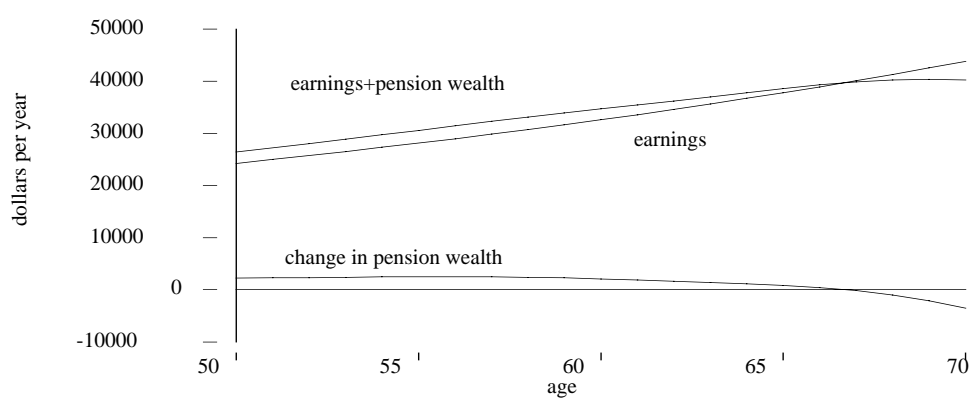 50000
40000
earnings+pension wealth
dollars per year
30000
earnings
20000
10000
change in pension wealth
0
-10000
50 55 60 65 70
age